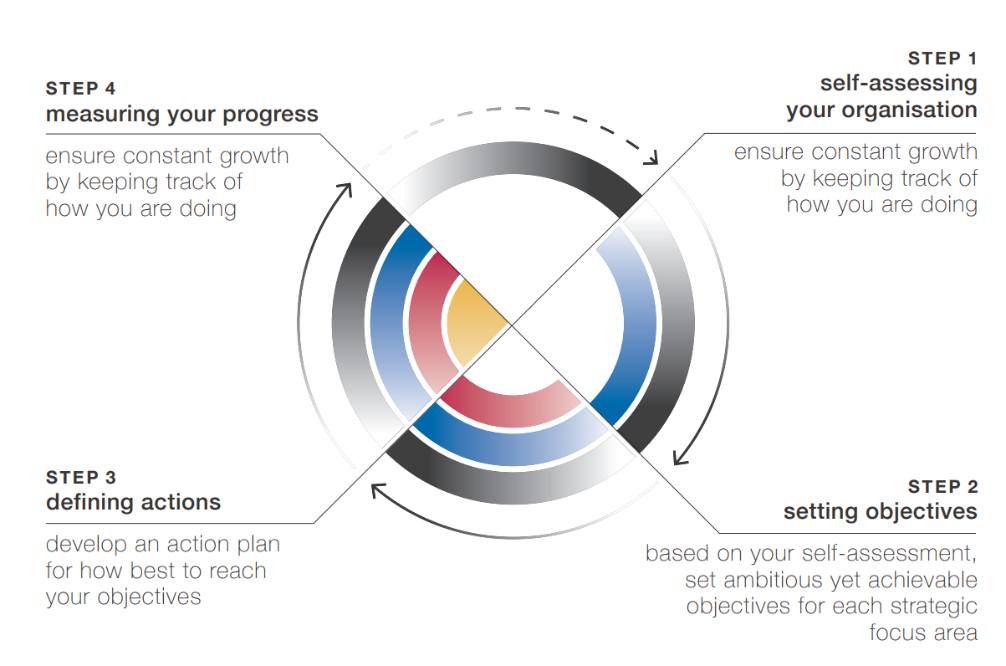 STEP 1
self-assessing
your organisation
ensure constant growth
by keeping track of
how you are doing
STEP 2
setting objectives
based on your self-assessment,
set ambitious yet achievable
objectives for each strategic
focus area
STEP 3
defining actions
develop an action plan
for how best to reach
your objectives
STEP 4
measuring your progress
ensure constant growth
by keeping track of
how you are doing